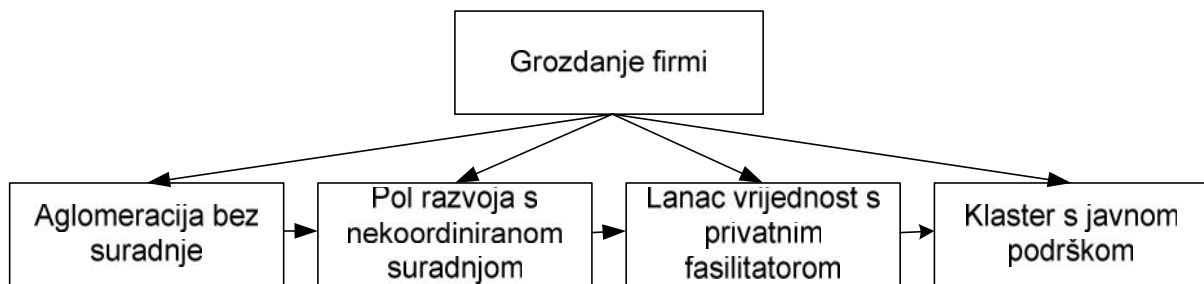 Grozdanje firmi
Aglomeracija bez
suradnje
Pol razvoja s
nekoordiniranom
suradnjom
Lanac vrijednost s
privatnim
fasilitatorom
Klaster s javnom
podrškom